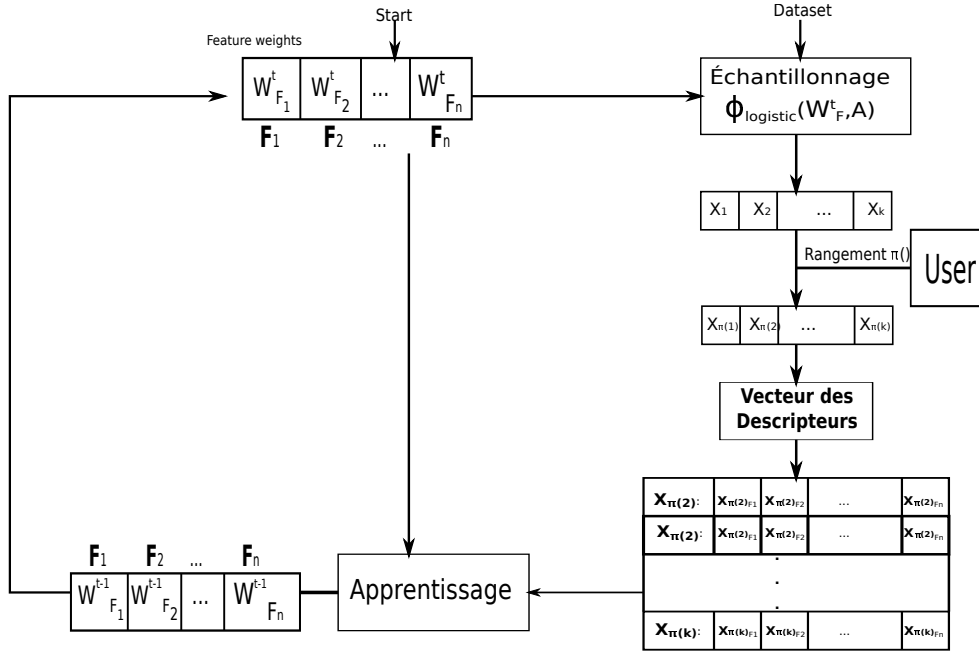 Start
Dataset
Feature weights
W^t_F1 W^t_F2 ... W^t_Fn
F1 F2 ... Fn
Échantillonnage
ϕlogistic(W^t_F,A)
X1 X2 ... Xk
Rangement π()
User
Xπ(1) Xπ(2) ... Xπ(k)
Vecteur des
Descripteurs
Xπ(2): Xπ(2)F1 Xπ(2)F2 ... Xπ(2)Fn
Xπ(2): Xπ(2)F1 Xπ(2)F2 ... Xπ(2)Fn
.
.
.
Xπ(k): Xπ(k)F1 Xπ(k)F2 ... Xπ(k)Fn
Apprentissage
F1 F2 ... Fn
W^t-1_F1 W^t-1_F2 ... W^t-1_Fn